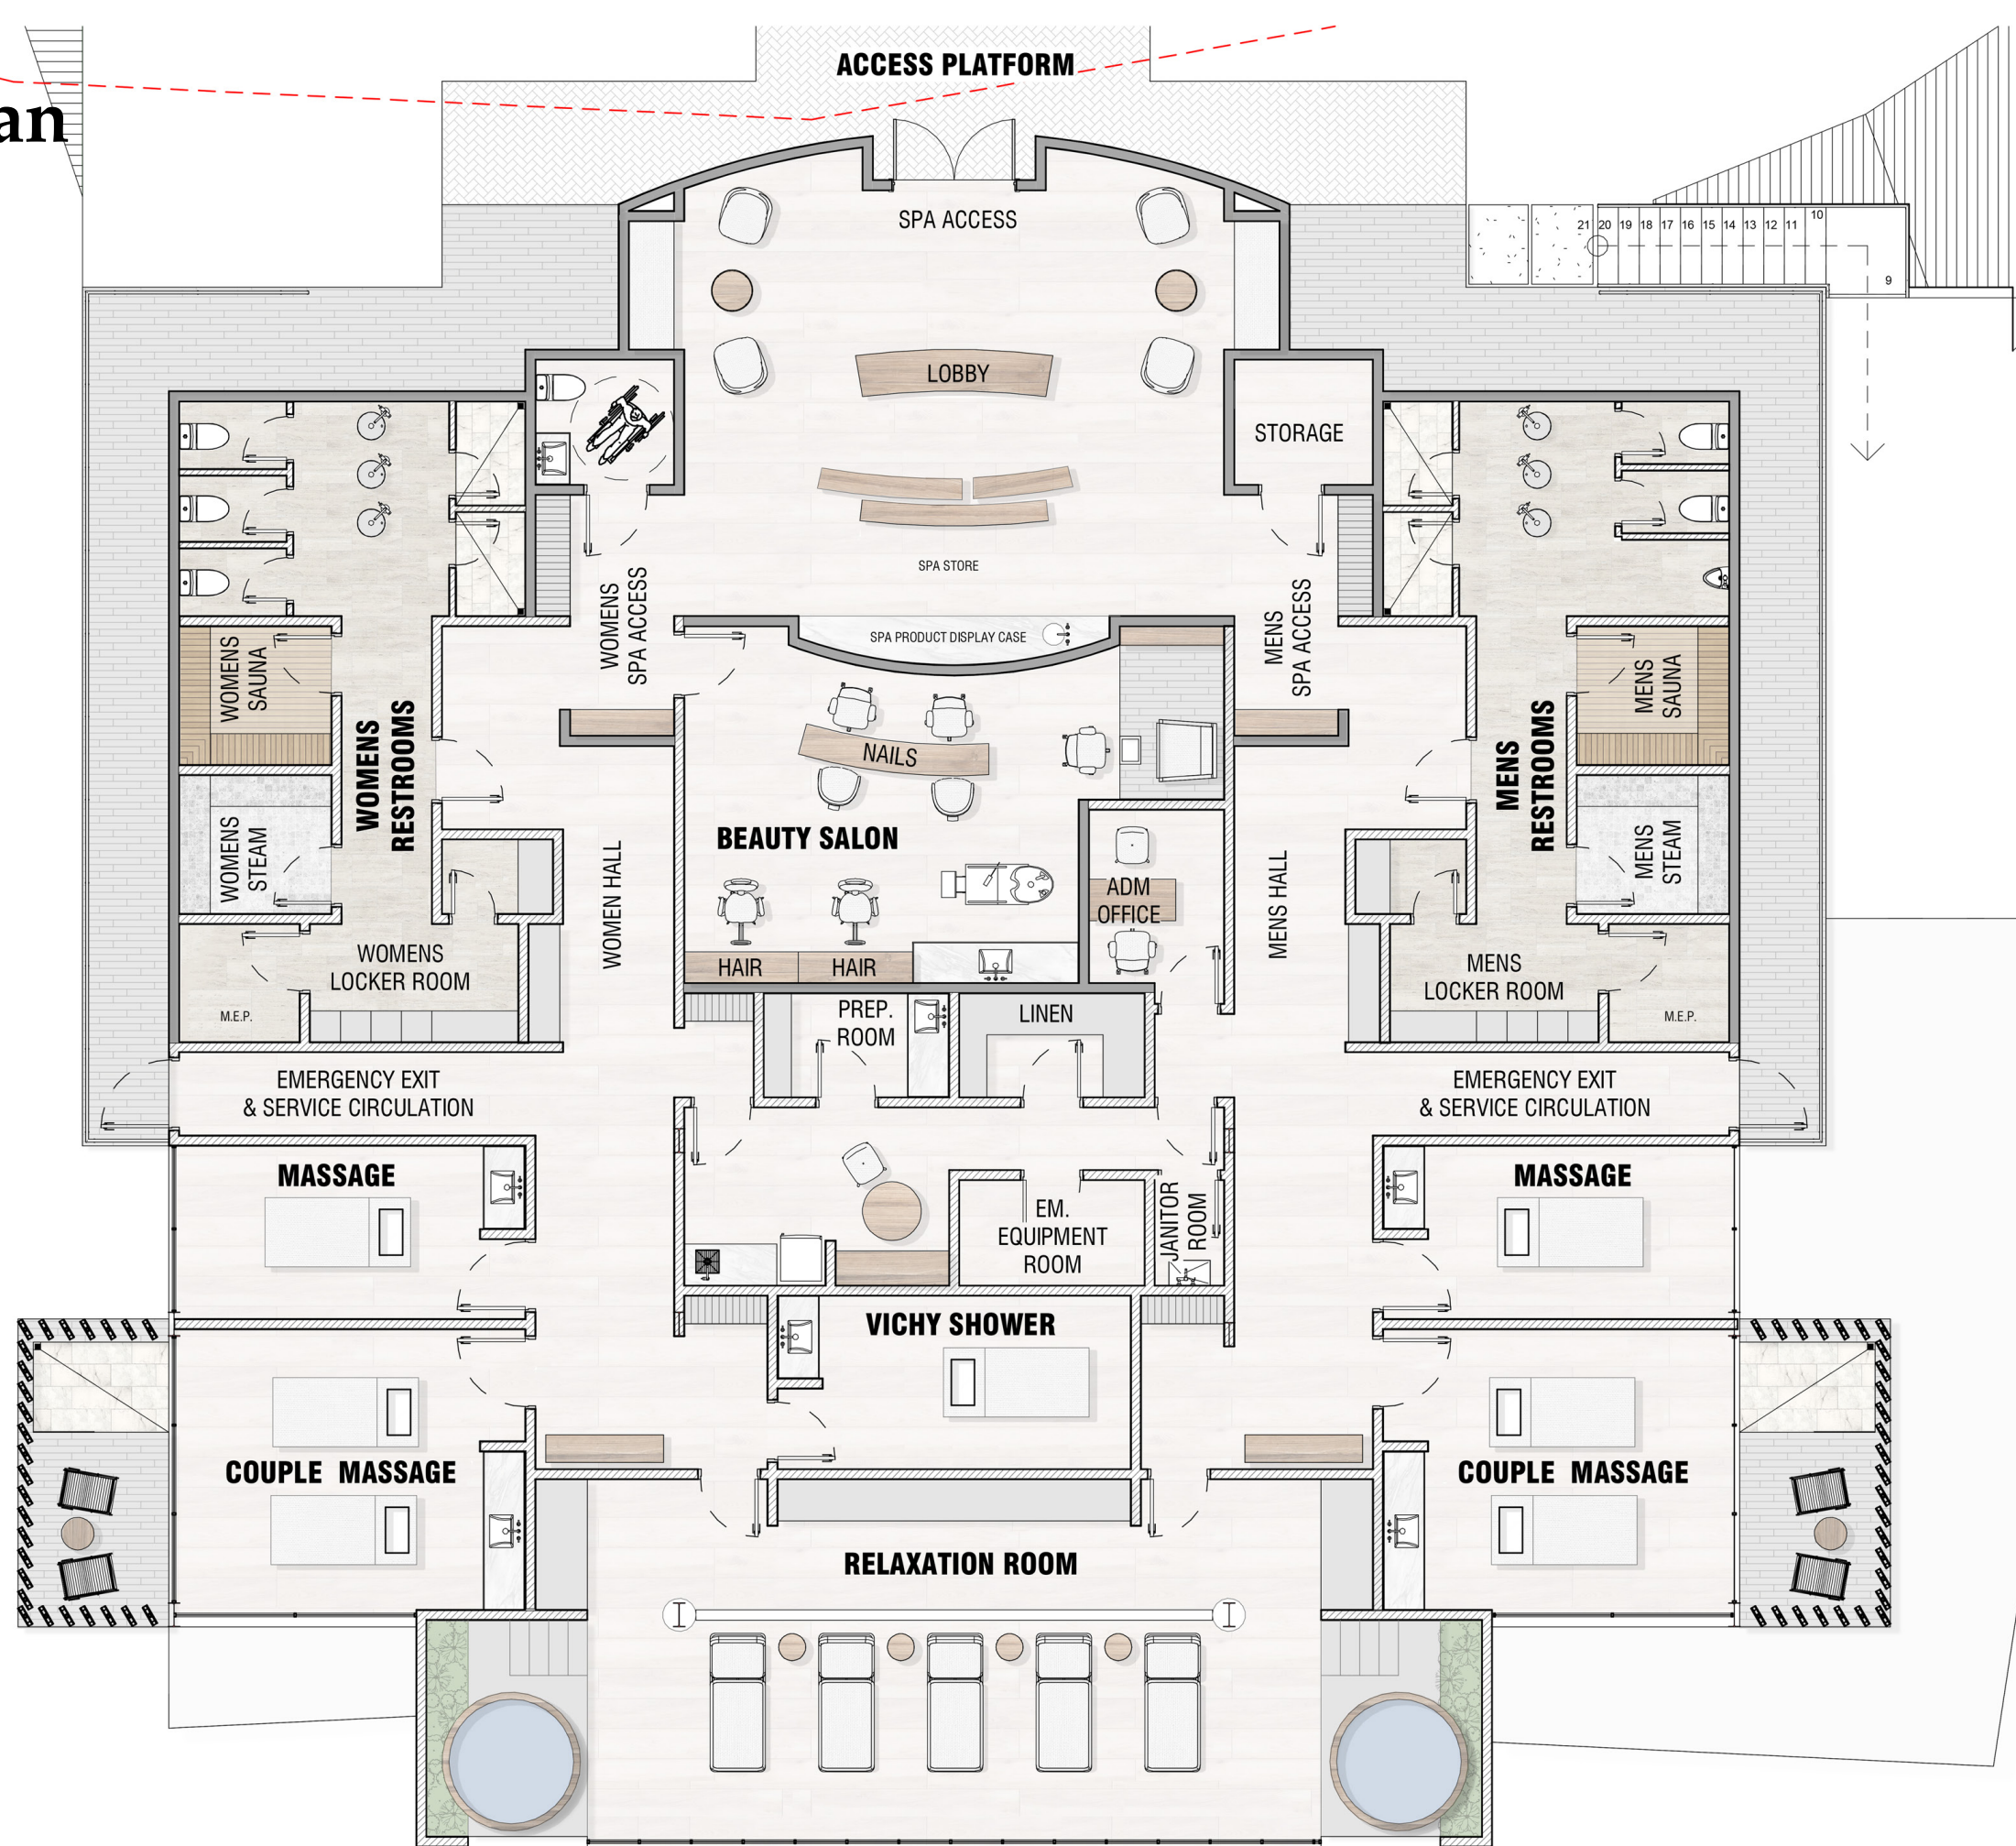 ACCESS PLATFORM
an
SPA ACCESS
21 20 19 18 17 16 15 14 13 12 11 10
9
LOBBY
STORAGE
SPA STORE
WOMENS
SPA ACCESS
MENS
SPA ACCESS
SPA PRODUCT DISPLAY CASE
WOMENS
SAUNA
MENS
SAUNA
WOMENS
RESTROOMS
MENS
RESTROOMS
NAILS
BEAUTY SALON
WOMENS
STEAM
MENS
STEAM
WOMEN HALL
MENS HALL
ADM
OFFICE
HAIR
HAIR
WOMENS
LOCKER ROOM
MENS
LOCKER ROOM
M.E.P.
M.E.P.
PREP.
ROOM
LINEN
EMERGENCY EXIT
& SERVICE CIRCULATION
EMERGENCY EXIT
& SERVICE CIRCULATION
MASSAGE
MASSAGE
EM.
EQUIPMENT
ROOM
JANITOR
ROOM
VICHY SHOWER
COUPLE MASSAGE
COUPLE MASSAGE
RELAXATION ROOM